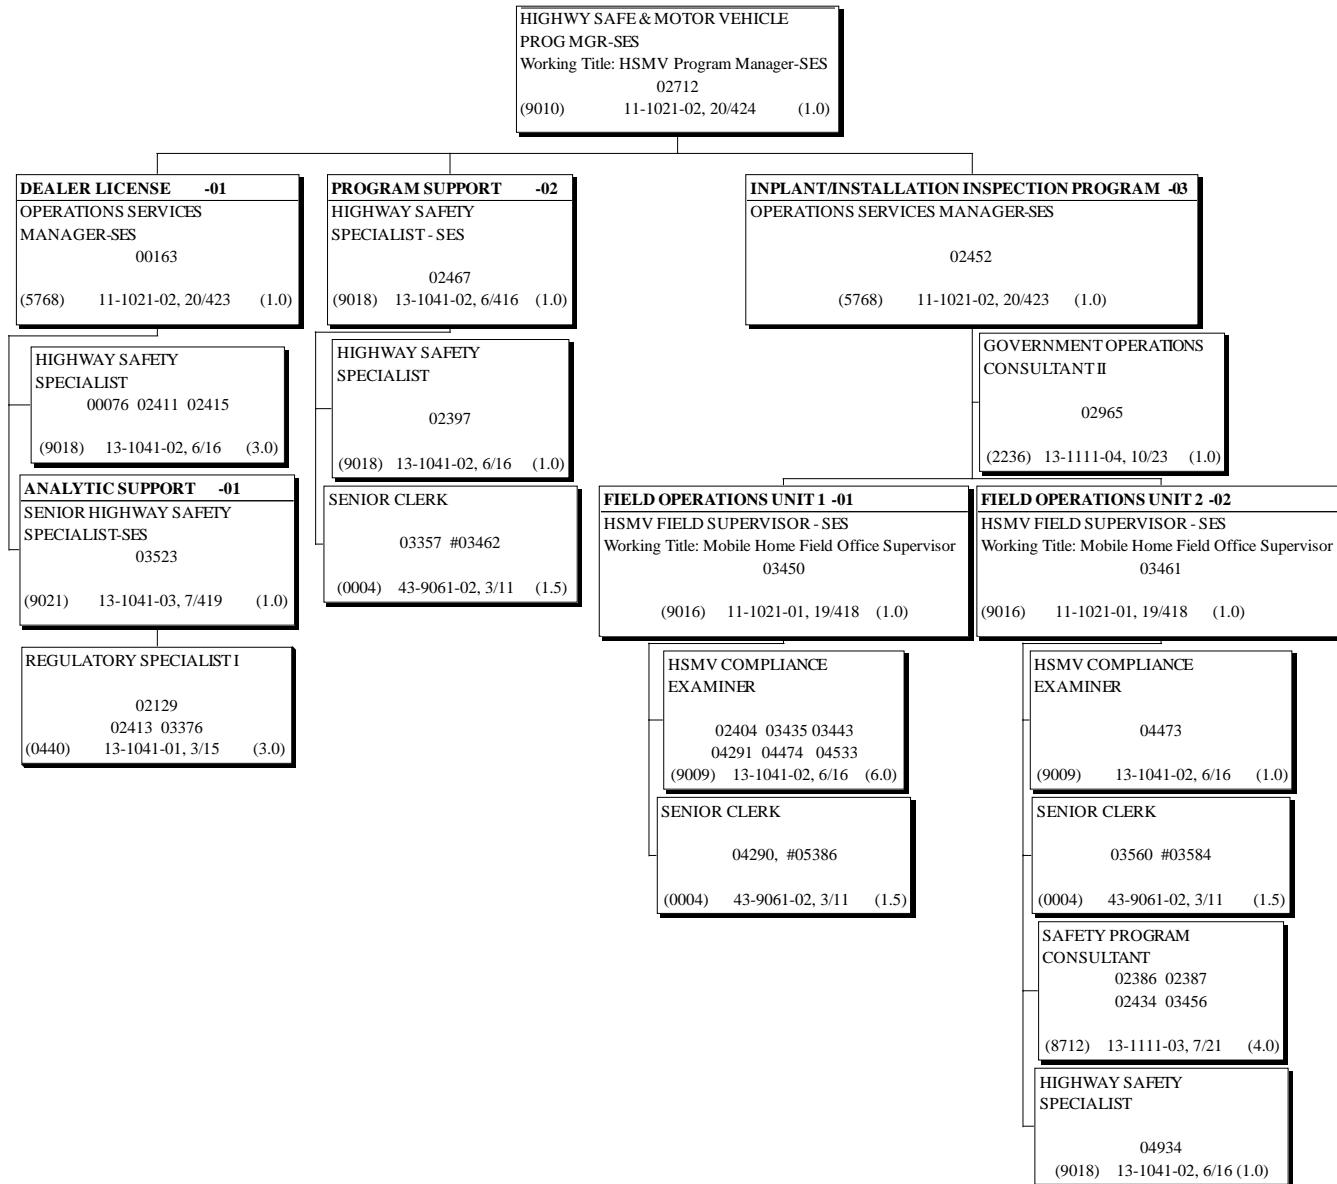 HIGHWY SAFE & MOTOR VEHICLE
PROG MGR-SES
Working Title: HSMV Program Manager-SES
02712
(9010) 11-1021-02, 20/424 (1.0)
DEALER LICENSE -01
OPERATIONS SERVICES
MANAGER-SES
00163
(5768) 11-1021-02, 20/423 (1.0)
HIGHWAY SAFETY
SPECIALIST
00076 02411 02415
(9018) 13-1041-02, 6/16 (3.0)
ANALYTIC SUPPORT -01
SENIOR HIGHWAY SAFETY
SPECIALIST-SES
03523
(9021) 13-1041-03, 7/419 (1.0)
REGULATORY SPECIALIST I
02129
02413 03376
(0440) 13-1041-01, 3/15 (3.0)
PROGRAM SUPPORT -02
HIGHWAY SAFETY
SPECIALIST - SES
02467
(9018) 13-1041-02, 6/416 (1.0)
HIGHWAY SAFETY
SPECIALIST
02397
(9018) 13-1041-02, 6/16 (1.0)
SENIOR CLERK
03357 #03462
(0004) 43-9061-02, 3/11 (1.5)
INPLANT/INSTALLATION INSPECTION PROGRAM -03
OPERATIONS SERVICES MANAGER-SES
02452
(5768) 11-1021-02, 20/423 (1.0)
GOVERNMENT OPERATIONS
CONSULTANT II
02965
(2236) 13-1111-04, 10/23 (1.0)
FIELD OPERATIONS UNIT 1 -01
HSMV FIELD SUPERVISOR - SES
Working Title: Mobile Home Field Office Supervisor
03450
(9016) 11-1021-01, 19/418 (1.0)
HSMV COMPLIANCE
EXAMINER
02404 03435 03443
04291 04474 04533
(9009) 13-1041-02, 6/16 (6.0)
SENIOR CLERK
04290, #05386
(0004) 43-9061-02, 3/11 (1.5)
FIELD OPERATIONS UNIT 2 -02
HSMV FIELD SUPERVISOR - SES
Working Title: Mobile Home Field Office Supervisor
03461
(9016) 11-1021-01, 19/418 (1.0)
HSMV COMPLIANCE
EXAMINER
04473
(9009) 13-1041-02, 6/16 (1.0)
SENIOR CLERK
03560 #03584
(0004) 43-9061-02, 3/11 (1.5)
SAFETY PROGRAM
CONSULTANT
02386 02387
02434 03456
(8712) 13-1111-03, 7/21 (4.0)
HIGHWAY SAFETY
SPECIALIST
04934
(9018) 13-1041-02, 6/16 (1.0)